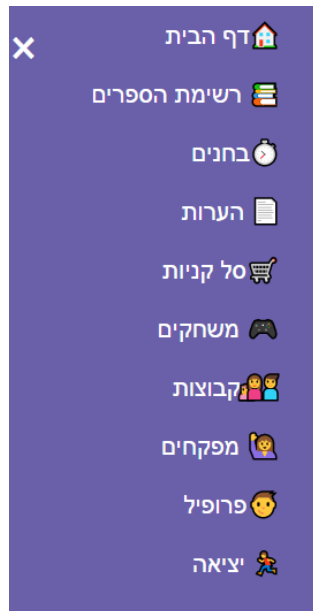 דף הבית
רשימת הספרים
בחנים
הערות
סל קניות
משחקים
קבוצות
מפקחים
פרופיל
יציאה